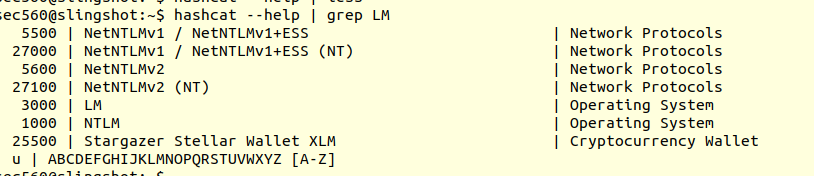 sec560@slingshot:~$ hashcat --help | less
sec560@slingshot:~$ hashcat --help | grep LM
5500 | NetNTLMv1 / NetNTLMv1+ESS | Network Protocols
27000 | NetNTLMv1 / NetNTLMv1+ESS (NT) | Network Protocols
5600 | NetNTLMv2 | Network Protocols
27100 | NetNTLMv2 (NT) | Network Protocols
3000 | LM | Operating System
1000 | NTLM | Operating System
25500 | Stargazer Stellar Wallet XLM | Cryptocurrency Wallet
u | ABCDEFGHIJKLMNOPQRSTUVWXYZ [A-Z]
sec560@slingshot:~$